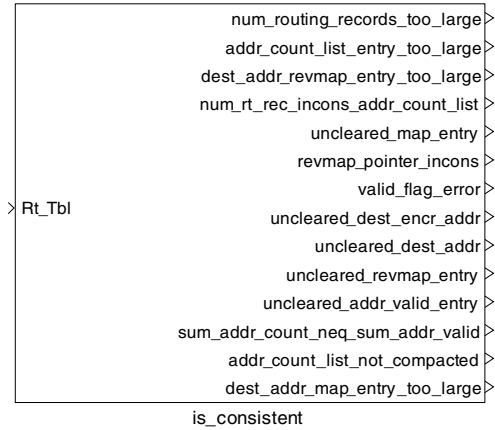 num_routing_records_too_large
addr_count_list_entry_too_large
dest_addr_revmap_entry_too_large
num_rt_rec_incons_addr_count_list
uncleared_map_entry
revmap_pointer_incons
valid_flag_error
Rt_Tbl
uncleared_dest_encr_addr
uncleared_dest_addr
uncleared_revmap_entry
uncleared_addr_valid_entry
sum_addr_count_neq_sum_addr_valid
addr_count_list_not_compacted
dest_addr_map_entry_too_large
is_consistent